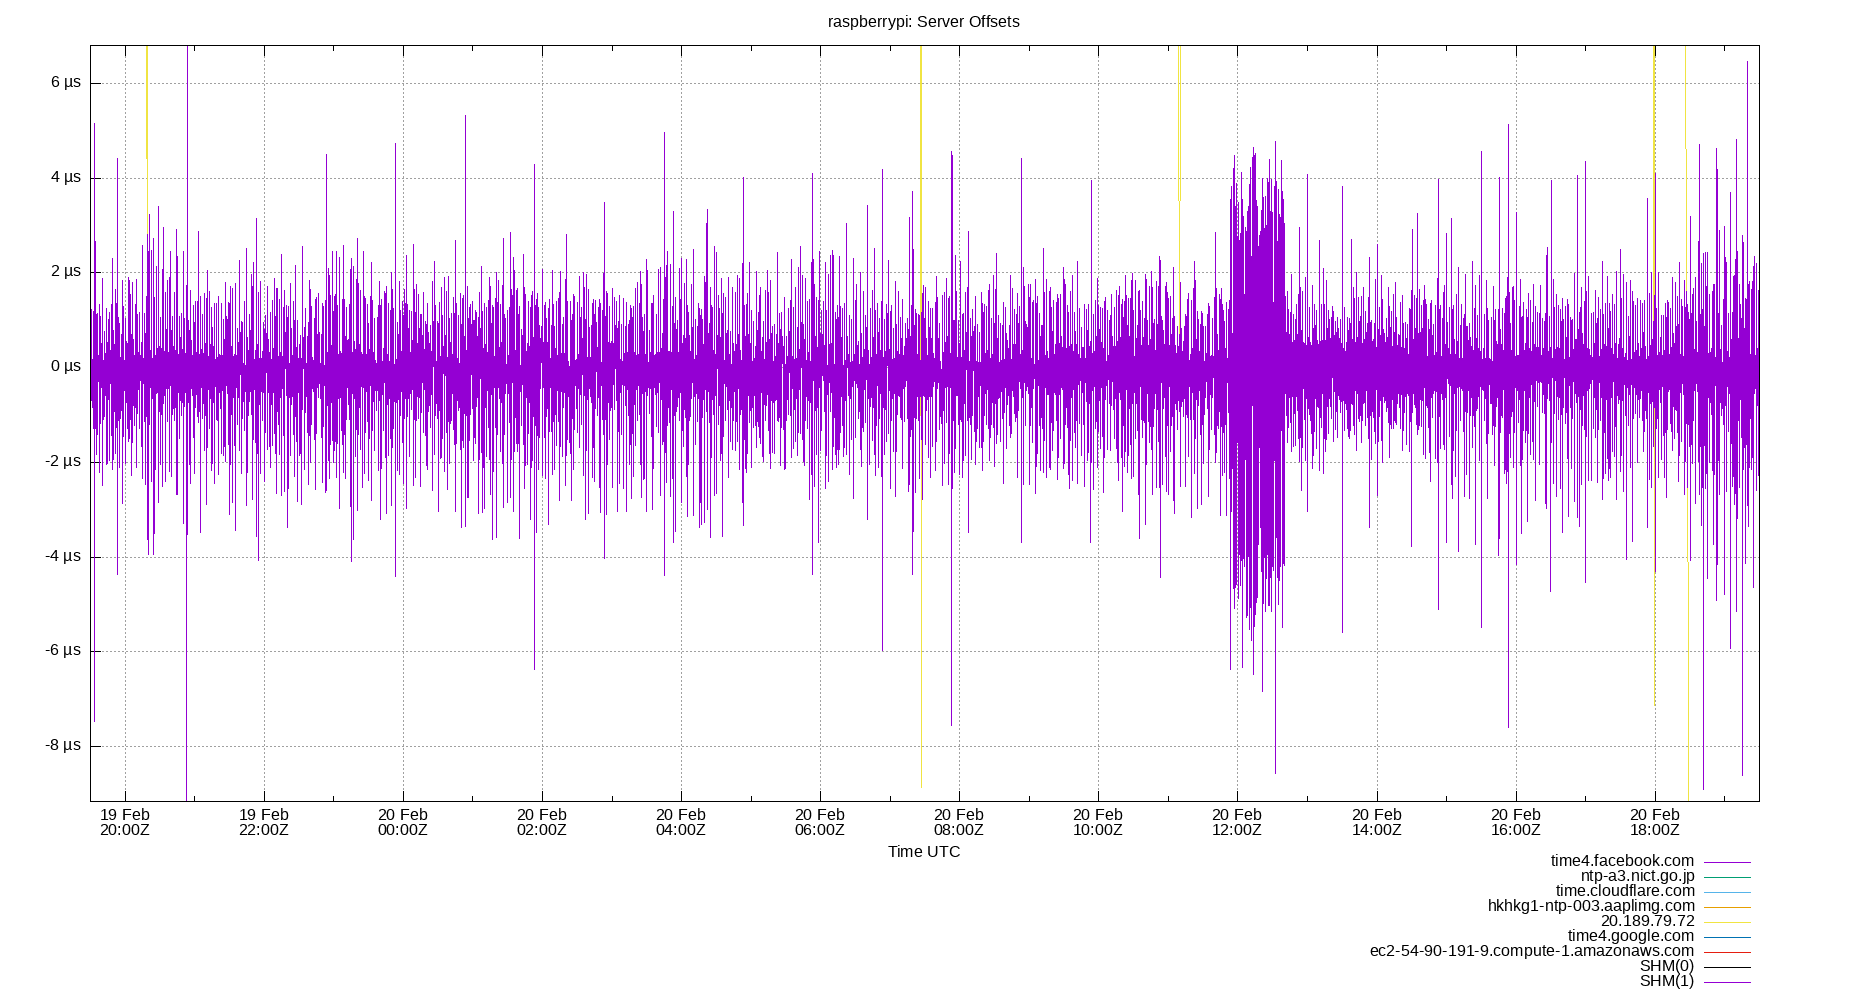 raspberrypi: Server Offsets
6 µs
4 µs
2 µs
0 µs
-2 µs
-4 µs
-6 µs
-8 µs
19 Feb 19 Feb 20 Feb 20 Feb 20 Feb 20 Feb 20 Feb 20 Feb 20 Feb 20 Feb 20 Feb 20 Feb
20:00Z 22:00Z 00:00Z 02:00Z 04:00Z 06:00Z 08:00Z 10:00Z 12:00Z 14:00Z 16:00Z 18:00Z
Time UTC
time4.facebook.com
ntp-a3.nict.go.jp
time.cloudflare.com
hkhkg1-ntp-003.aaplimg.com
20.189.79.72
time4.google.com
ec2-54-90-191-9.compute-1.amazonaws.com
SHM(0)
SHM(1)